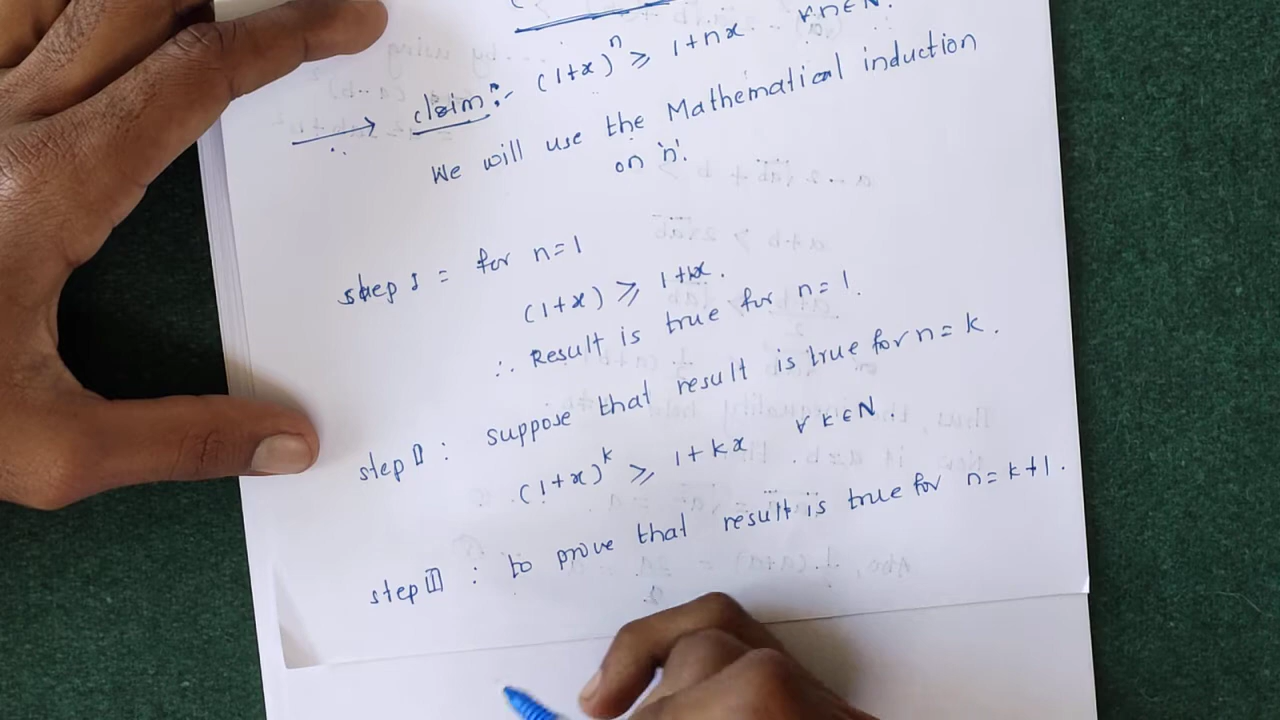 ∀n∈N.
claim:- (1+x)^n ≥ 1+nx.
We will use the Mathematical induction
on 'n'.
step I = for n=1
(1+x) ≥ 1+1x.
∴ Result is true for n=1.
step II : suppose that result is true for n=k.
(1+x)^k ≥ 1+kx ∀ k∈N.
step III : to prove that result is true for n=k+1.